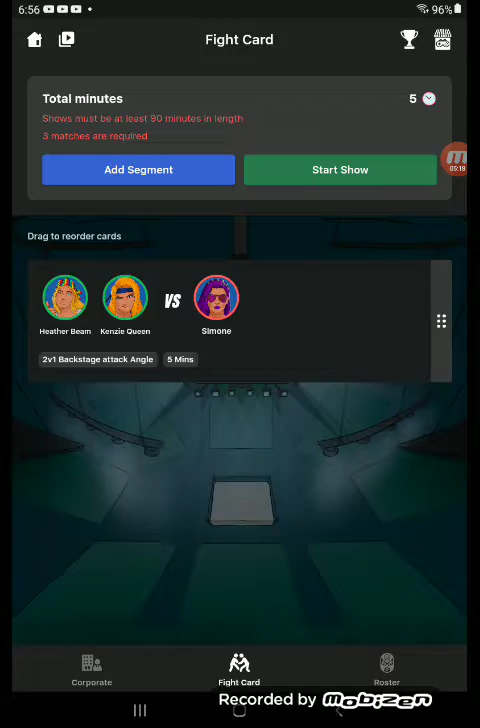 6:56
96%
Fight Card
Total minutes
5
Shows must be at least 90 minutes in length
3 matches are required
Add Segment
Start Show
05:19
Drag to reorder cards
VS
Heather Beam
Kenzie Queen
SImone
2v1 Backstage attack Angle
5 Mins
Corporate
Fight Card
Roster
Recorded by Mobizen